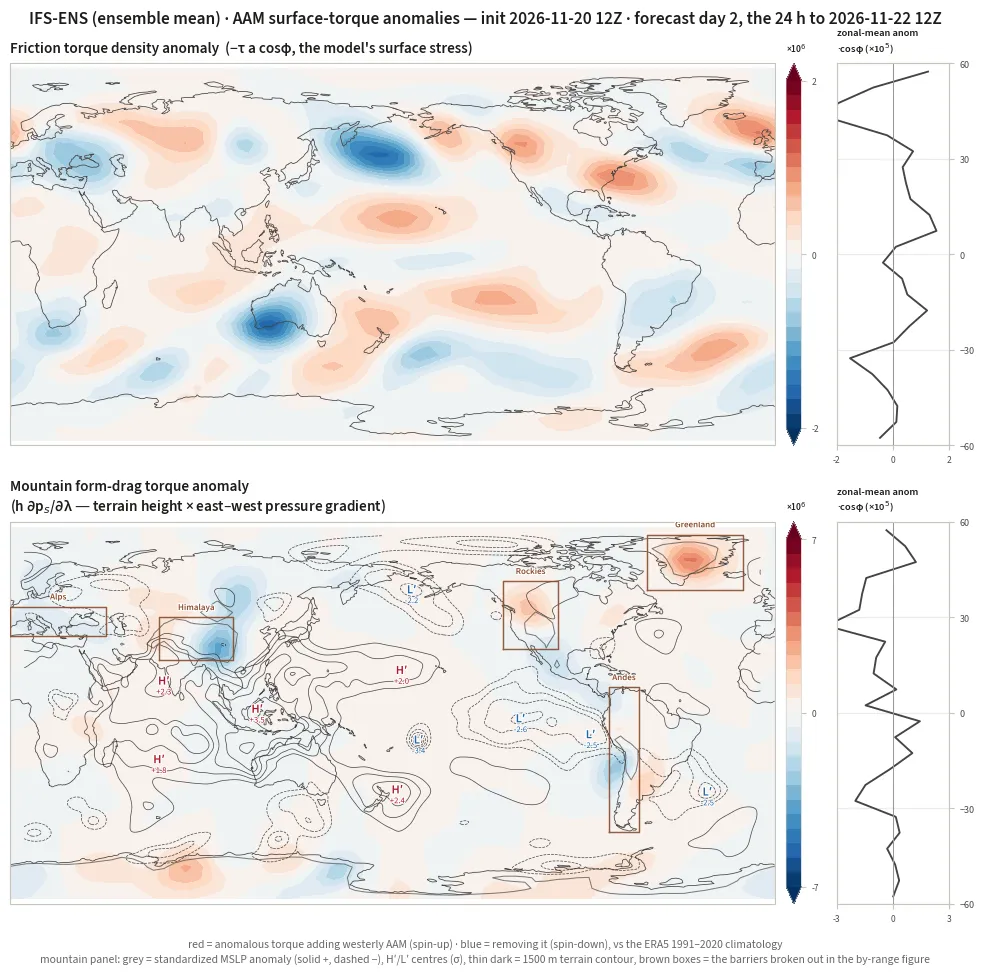 IFS-ENS (ensemble mean) · AAM surface-torque anomalies — init 2026-11-20 12Z · forecast day 2, the 24 h to 2026-11-22 12Z
Friction torque density anomaly (−τ a cosϕ, the model's surface stress)
×10⁶
zonal-mean anom
·cosϕ (×10⁵)
2
0
-2
60
30
0
−30
−60
-2
0
2
Mountain form-drag torque anomaly
(h ∂pₛ/∂λ — terrain height × east–west pressure gradient)
×10⁶
zonal-mean anom
·cosϕ (×10⁵)
Greenland
Rockies
Alps
Himalaya
Andes
L'
-2.2
H'
+2.3
H'
+2.0
H'
+3.5
L'
-2.6
L'
-2.5
L'
-3.4
H'
+1.8
H'
+2.4
L'
-2.5
7
0
-7
60
30
0
−30
−60
-3
0
3
red = anomalous torque adding westerly AAM (spin-up) · blue = removing it (spin-down), vs the ERA5 1991–2020 climatology
mountain panel: grey = standardized MSLP anomaly (solid +, dashed −), H'/L' centres (σ), thin dark = 1500 m terrain contour, brown boxes = the barriers broken out in the by-range figure